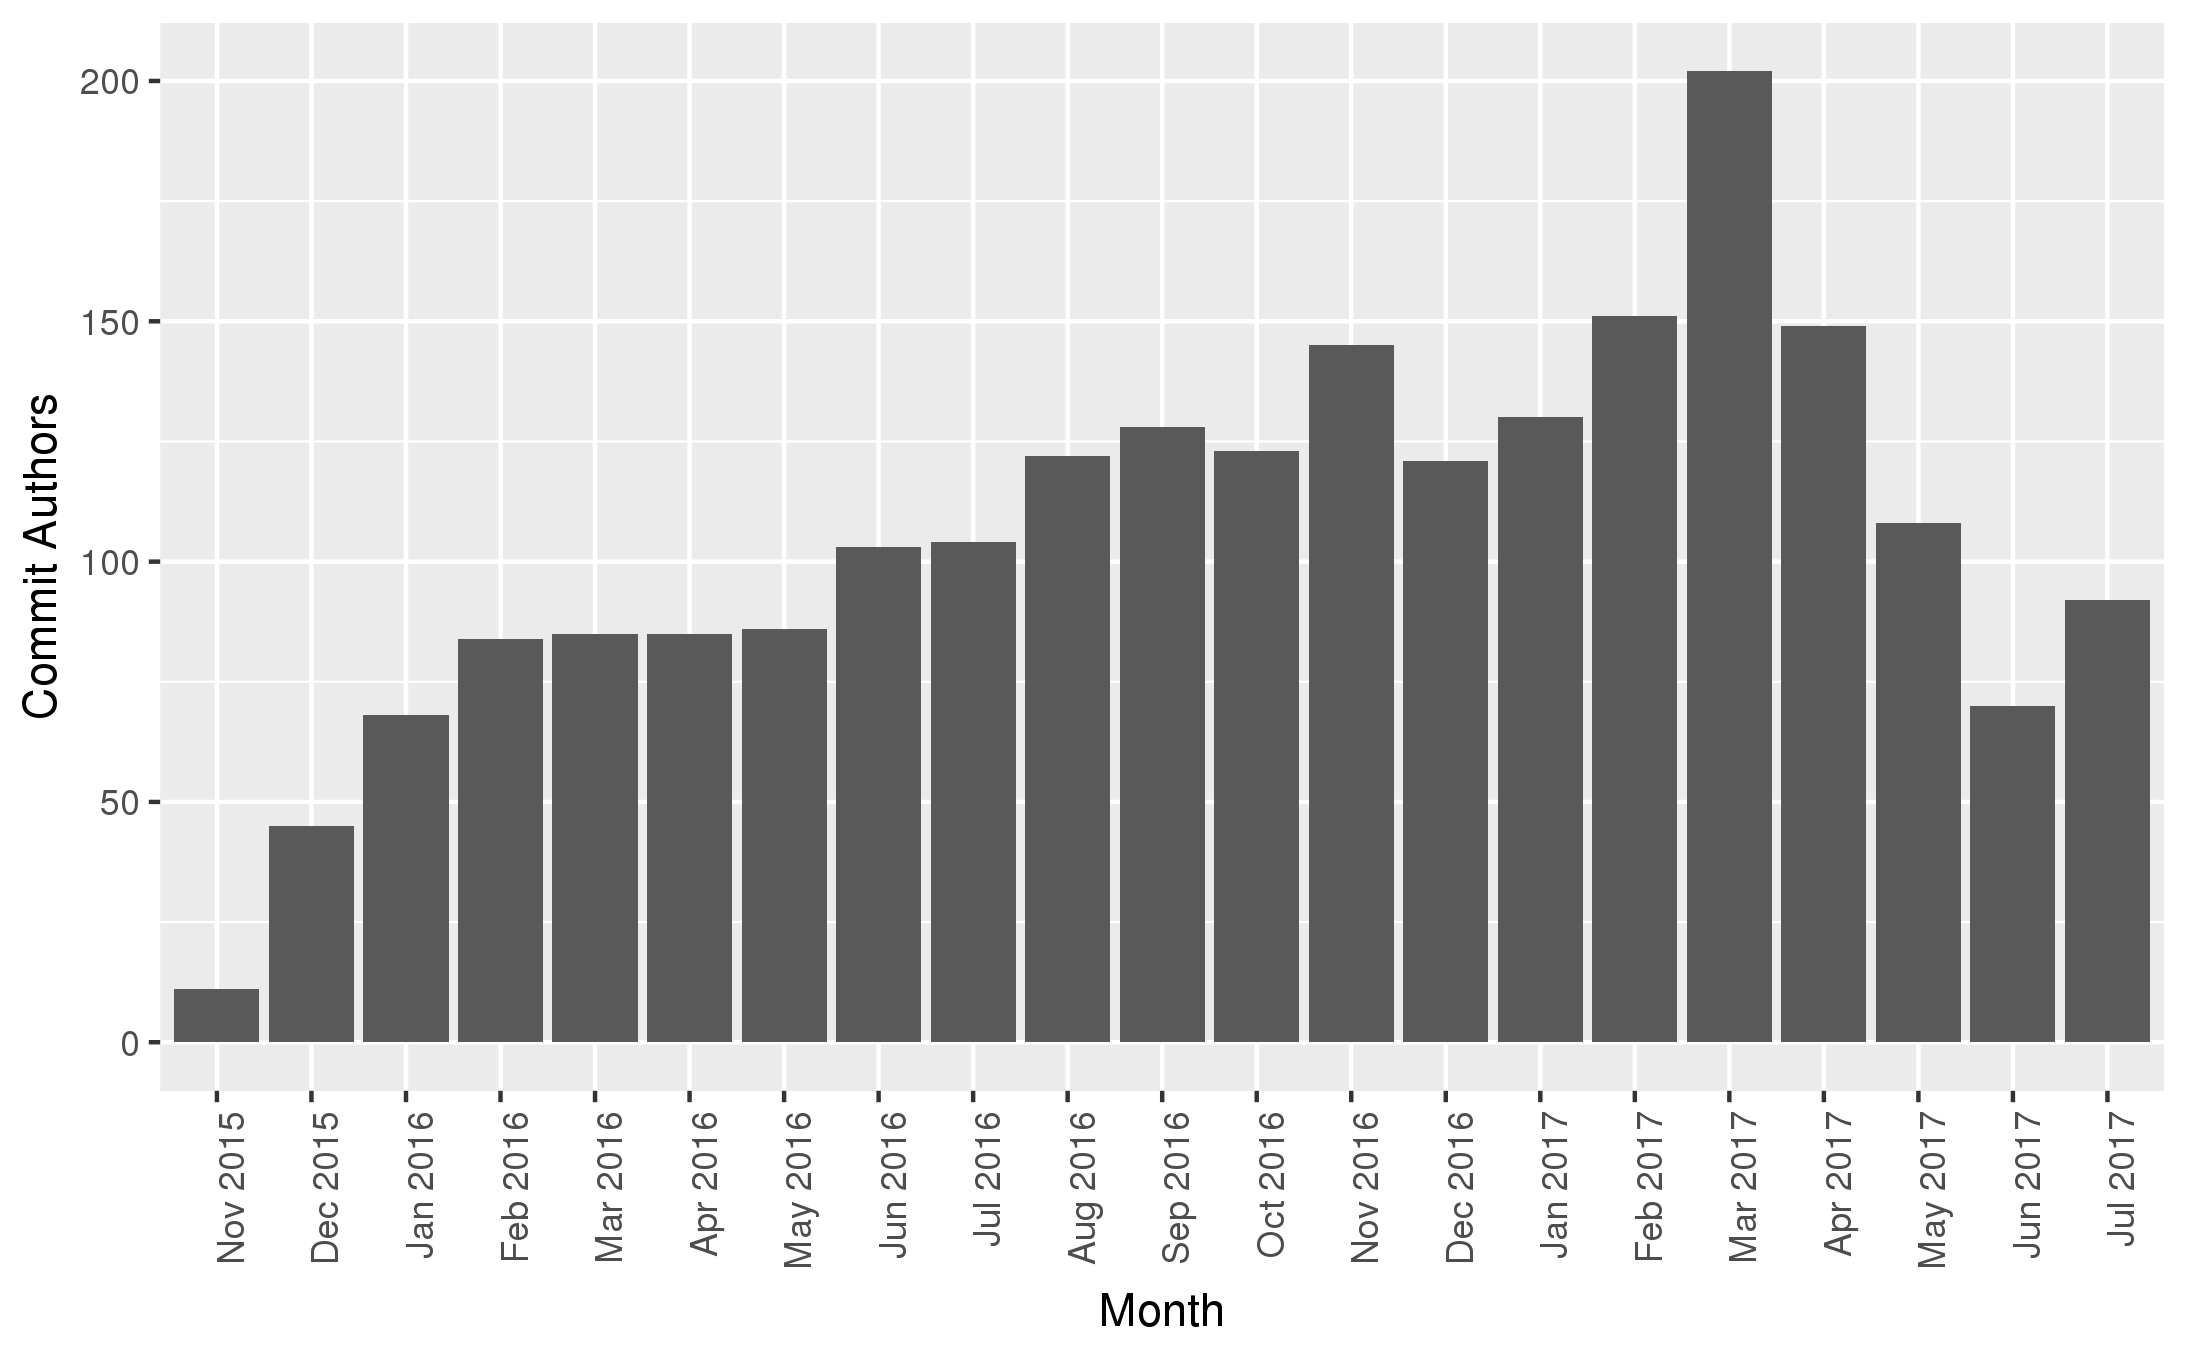 200
150
100
50
0
Commit Authors
Nov 2015
Dec 2015
Jan 2016
Feb 2016
Mar 2016
Apr 2016
May 2016
Jun 2016
Jul 2016
Aug 2016
Sep 2016
Oct 2016
Nov 2016
Dec 2016
Jan 2017
Feb 2017
Mar 2017
Apr 2017
May 2017
Jun 2017
Jul 2017
Month